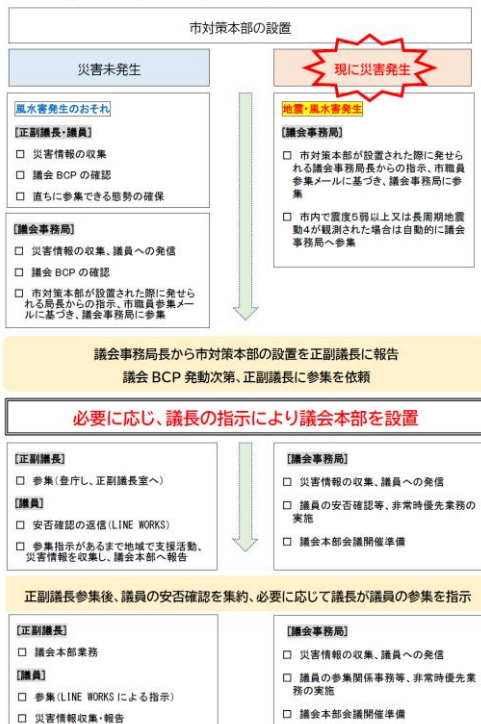 市対策本部の設置
災害未発生
現に災害発生
風水害発生のおそれ
[正副議長・議員]
□ 災害情報の収集
□ 議会 BCP の確認
□ 直ちに参集できる態勢の確保
[議会事務局]
□ 災害情報の収集、議員への発信
□ 議会 BCP の確認
□ 市対策本部が設置された際に発せら
れる局長からの指示、市職員参集メー
ルに基づき、議会事務局に参集
地震・風水害発生
[議会事務局]
□ 市対策本部が設置された際に発せら
れる議会事務局長からの指示、市職員
参集メールに基づき、議会事務局に参
集
□ 市内で震度5弱以上又は長周期地震
動4が観測された場合は自動的に議会
事務局へ参集
議会事務局長から市対策本部の設置を正副議長に報告
議会 BCP 発動次第、正副議長に参集を依頼
必要に応じ、議長の指示により議会本部を設置
[正副議長]
□ 参集(登庁し、正副議長室へ)
[議員]
□ 安否確認の返信(LINE WORKS)
□ 参集指示があるまで地域で支援活動、
災害情報を収集し、議会本部へ報告
[議会事務局]
□ 災害情報の収集、議員への発信
□ 議員の安否確認等、非常時優先業務の
実施
□ 議会本部会議開催準備
正副議長参集後、議員の安否確認を集約、必要に応じて議長が議員の参集を指示
[正副議長]
□ 議会本部業務
[議員]
□ 参集(LINE WORKS による指示)
□ 災害情報収集・報告
[議会事務局]
□ 災害情報の収集、議員への発信
□ 議員の参集関係事務等、非常時優先業
務の実施
□ 議会本部会議開催準備